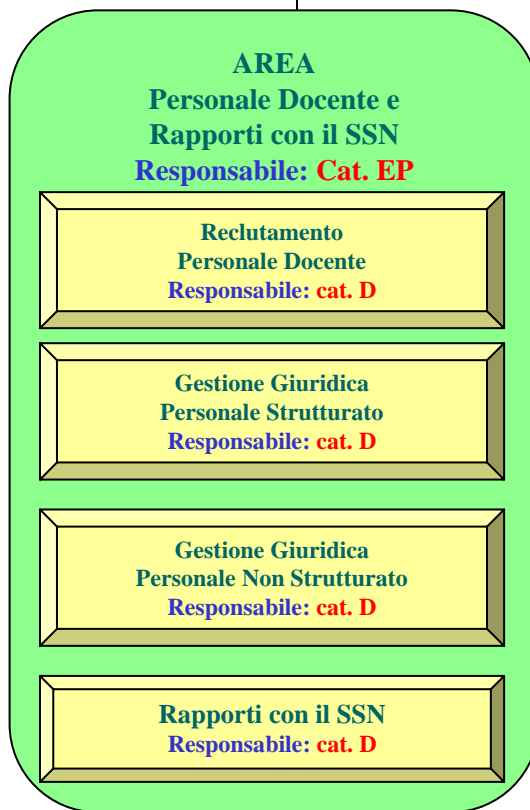 AREA
Personale Docente e
Rapporti con il SSN
Responsabile: Cat. EP
Reclutamento
Personale Docente
Responsabile: cat. D
Gestione Giuridica
Personale Strutturato
Responsabile: cat. D
Gestione Giuridica
Personale Non Strutturato
Responsabile: cat. D
Rapporti con il SSN
Responsabile: cat. D